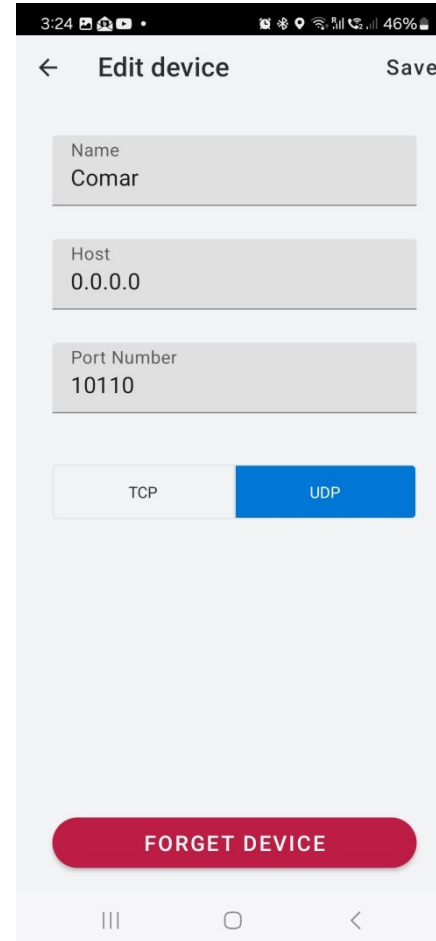 3:24 46%
Edit device Save
Name
Comar
Host
0.0.0.0
Port Number
10110
TCP UDP
FORGET DEVICE